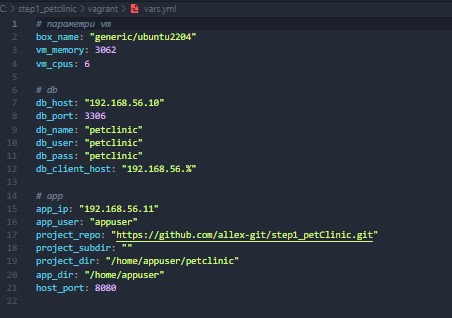 C: > step1_petclinic > vagrant > vars.yml
1 # параметри vm
2 box_name: "generic/ubuntu2204"
3 vm_memory: 3062
4 vm_cpus: 6
5
6 # db
7 db_host: "192.168.56.10"
8 db_port: 3306
9 db_name: "petclinic"
10 db_user: "petclinic"
11 db_pass: "petclinic"
12 db_client_host: "192.168.56.%"
13
14 # app
15 app_ip: "192.168.56.11"
16 app_user: "appuser"
17 project_repo: "https://github.com/allex-git/step1_petClinic.git"
18 project_subdir: ""
19 project_dir: "/home/appuser/petclinic"
20 app_dir: "/home/appuser"
21 host_port: 8080
22